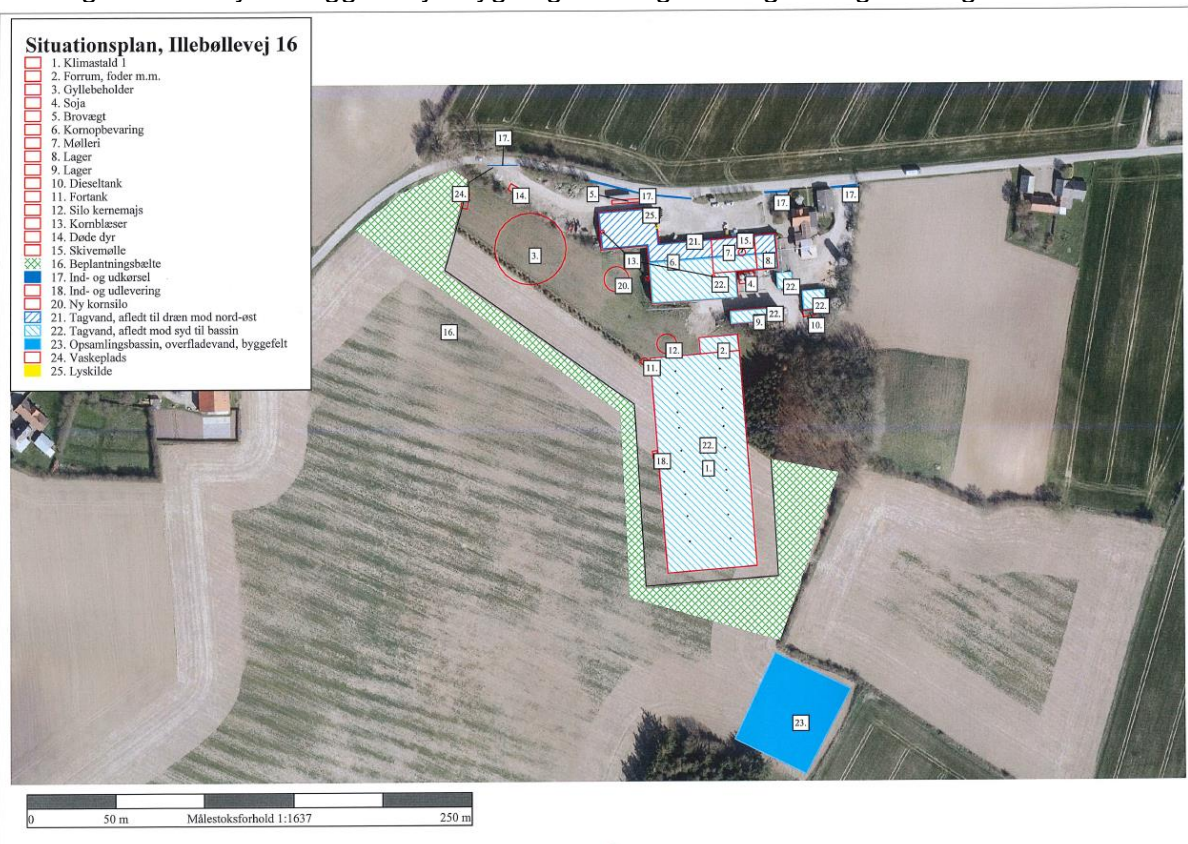 Situationsplan, Illebøllevej 16
1. Klimastald 1
2. Forrum, foder m.m.
3. Gyllebeholder
4. Soja
5. Brovægt
6. Kornopbevaring
7. Mølleri
8. Lager
9. Lager
10. Dieseltank
11. Fortank
12. Silo kernemajs
13. Kornblæser
14. Døde dyr
15. Skivemølle
16. Beplantningsbælte
17. Ind- og udkørsel
18. Ind- og udlevering
20. Ny kornsilo
21. Tagvand, afledt til dræn mod nord-øst
22. Tagvand, afledt mod syd til bassin
23. Opsamlingsbassin, overfladevand, byggefelt
24. Vaskeplads
25. Lyskilde
17.
24.
14.
5.
17.
17.
17.
25.
3.
21.
15.
7.
13.
6.
8.
20.
22.
4.
22.
22.
9.
22.
10.
16.
12.
2.
11.
22.
18.
1.
23.
0
50 m
Målestoksforhold 1:1637
250 m